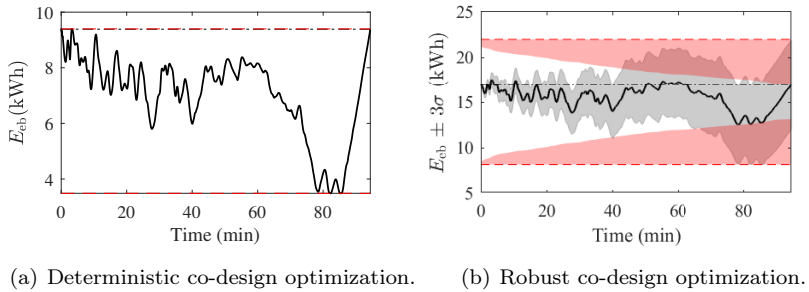 10
8
6
4
E_eb(kWh)
0 20 40 60 80
Time (min)
25
20
15
10
5
E_eb ± 3σ (kWh)
0 20 40 60 80
Time (min)
(a) Deterministic co-design optimization.
(b) Robust co-design optimization.